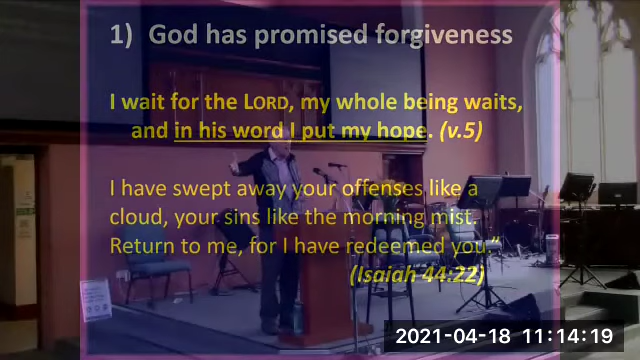 1) God has promised forgiveness
I wait for the LORD, my whole being waits,
and in his word I put my hope. (v.5)
I have swept away your offenses like a
cloud, your sins like the morning mist.
Return to me, for I have redeemed you.”
(Isaiah 44:22)
2021-04-18 11:14:19